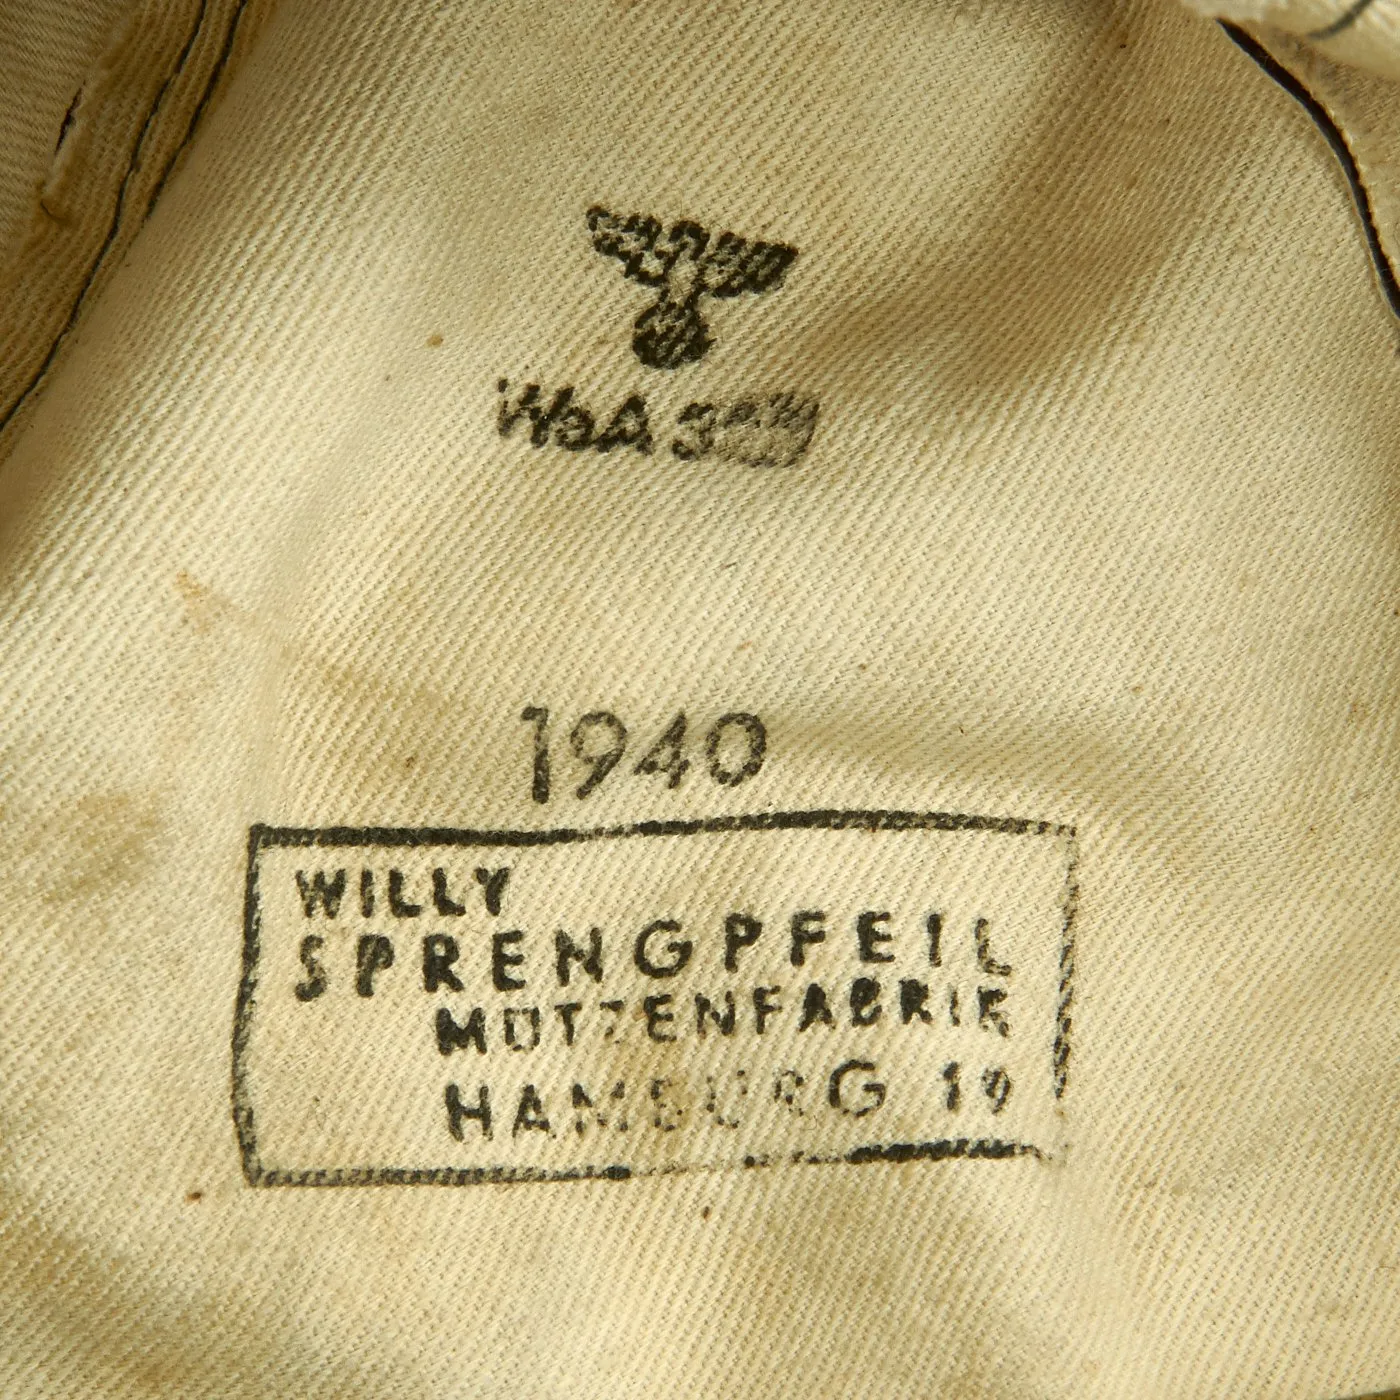 WaA
1940
WILLY
SPRENGPFEIL
MÜTZENFABRIK
HAMBURG 19